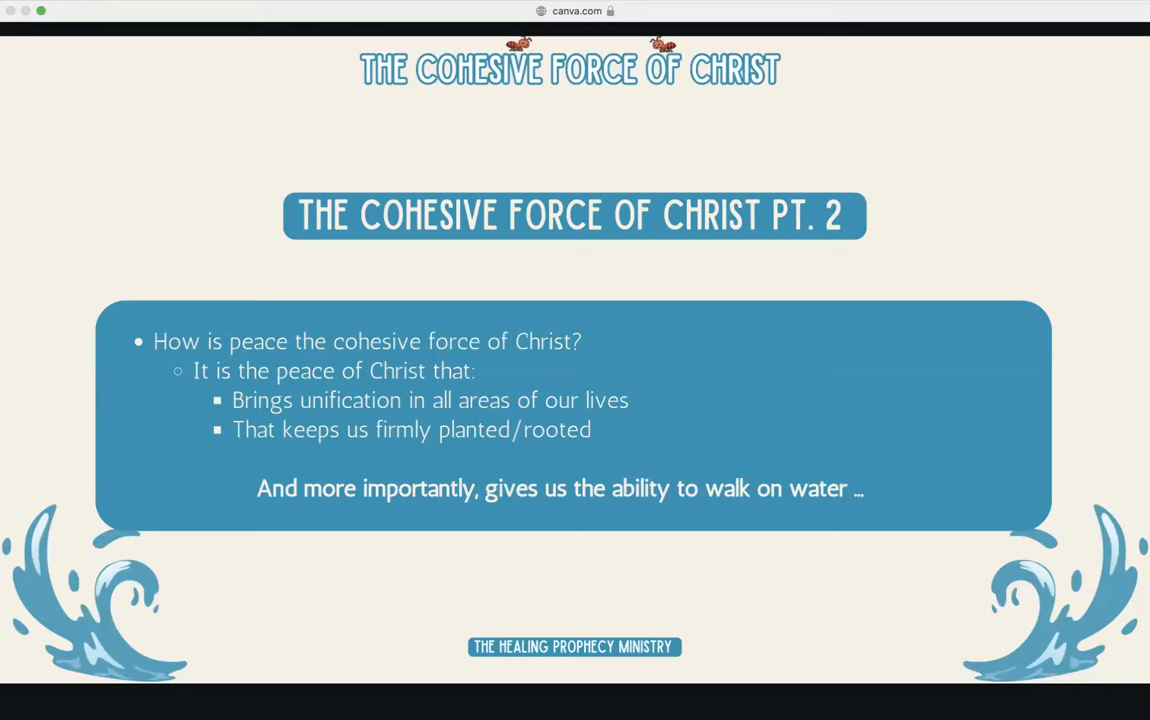 canva.com
THE COHESIVE FORCE OF CHRIST
THE COHESIVE FORCE OF CHRIST PT. 2
How is peace the cohesive force of Christ?
It is the peace of Christ that:
Brings unification in all areas of our lives
That keeps us firmly planted/rooted
And more importantly, gives us the ability to walk on water ...
THE HEALING PROPHECY MINISTRY